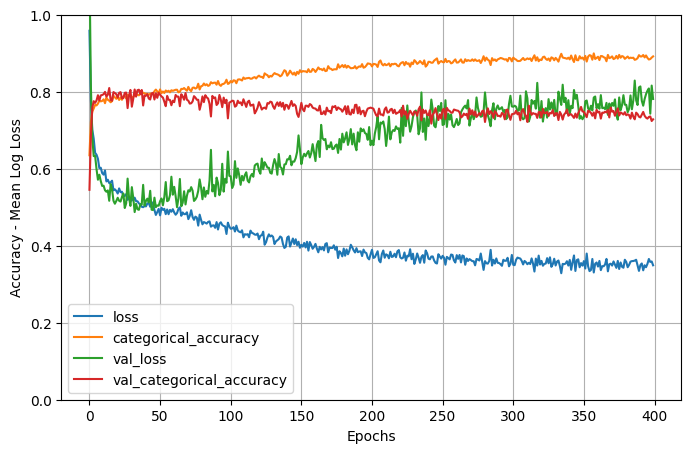 1.0
0.8
0.6
0.4
0.2
0.0
Accuracy - Mean Log Loss
loss
categorical_accuracy
val_loss
val_categorical_accuracy
0 50 100 150 200 250 300 350 400
Epochs